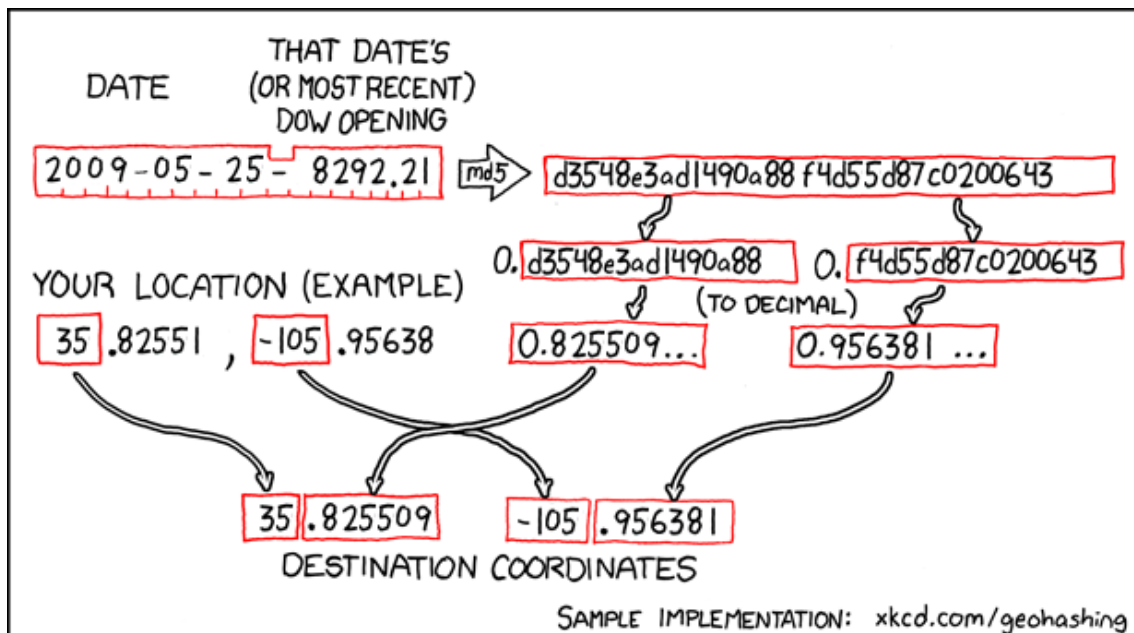 DATE
THAT DATE'S
(OR MOST RECENT)
DOW OPENING
2009-05-25- 8292.21
md5
d3548e3ad1490a88f4d55d87c0200643
0. d3548e3ad1490a88
0. f4d55d87c0200643
(TO DECIMAL)
YOUR LOCATION (EXAMPLE)
35 .82551 , -105 .95638
0.825509...
0.956381 ...
35 .825509
-105 .956381
DESTINATION COORDINATES
SAMPLE IMPLEMENTATION: xkcd.com/geohashing